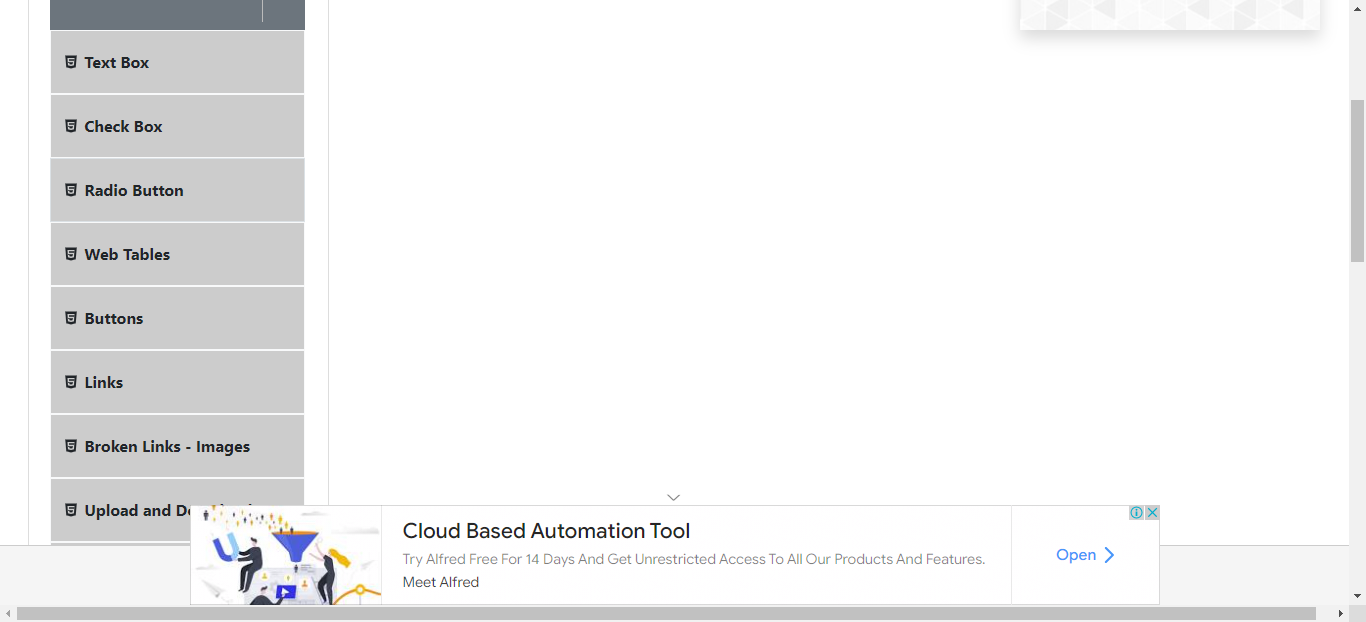 Text Box
Check Box
Radio Button
Web Tables
Buttons
Links
Broken Links - Images
Upload and
Cloud Based Automation Tool
Try Alfred Free For 14 Days And Get Unrestricted Access To All Our Products And Features.
Meet Alfred
Open